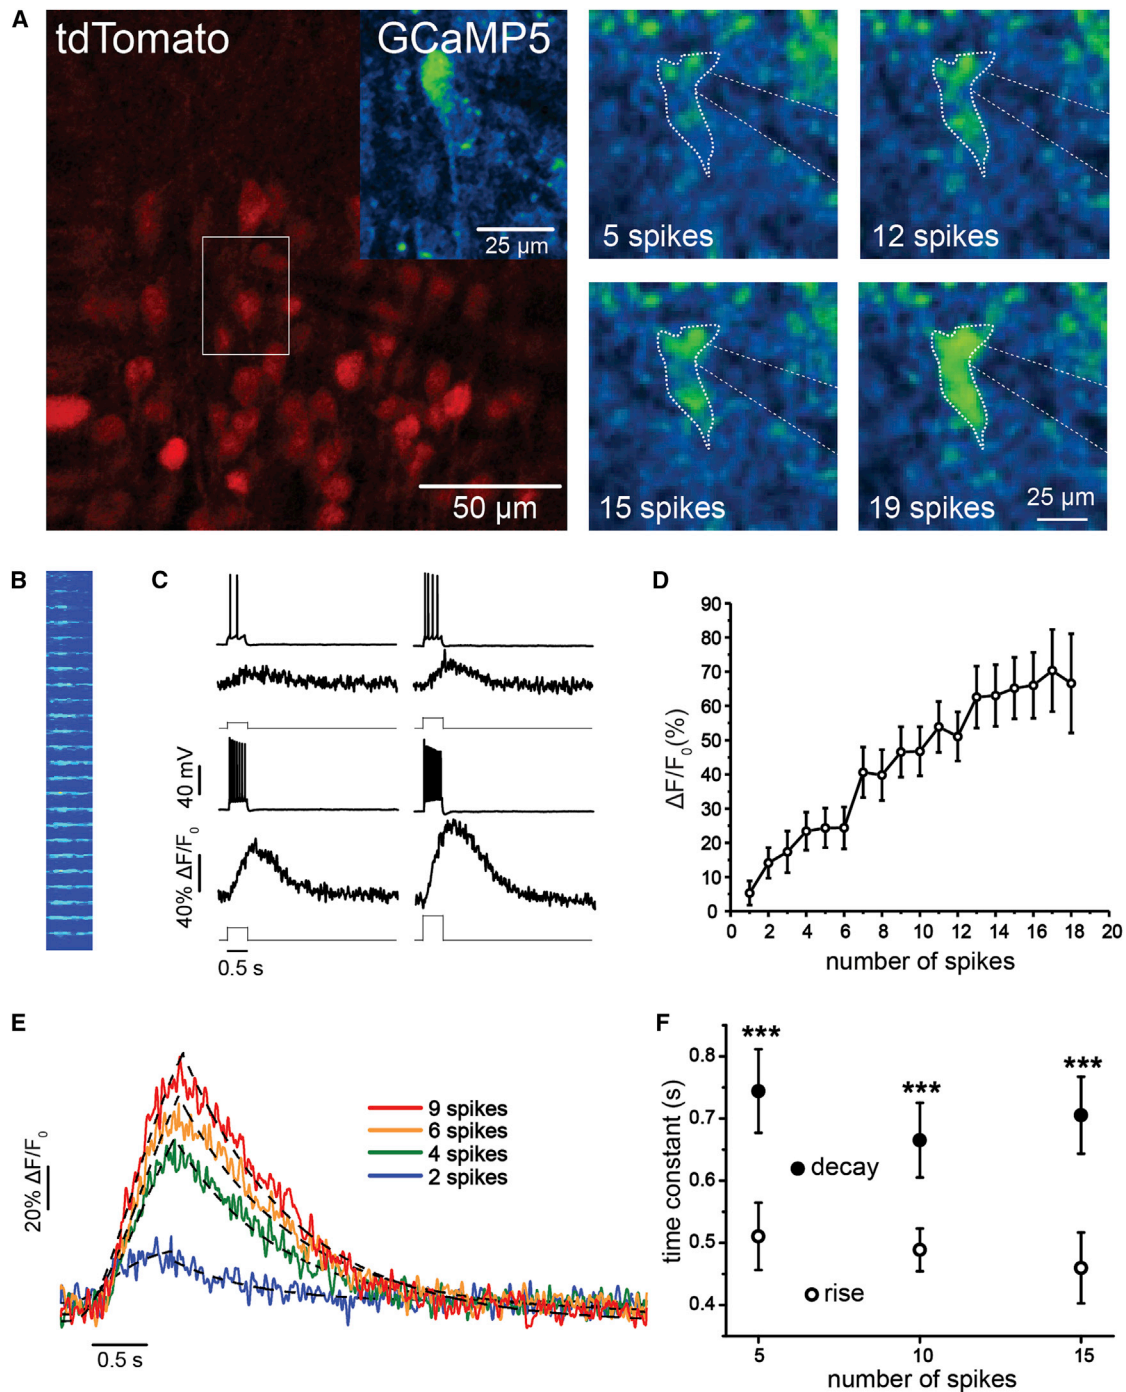 A
tdTomato
GCaMP5
25 µm
50 µm
5 spikes
12 spikes
15 spikes
19 spikes
25 µm
B
C
40 mV
40% ΔF/F0
0.5 s
D
ΔF/F0(%)
90
80
70
60
50
40
30
20
10
0
0 2 4 6 8 10 12 14 16 18 20
number of spikes
E
20% ΔF/F0
9 spikes
6 spikes
4 spikes
2 spikes
0.5 s
F
time constant (s)
0.8
0.7
0.6
0.5
0.4
***
***
***
decay
rise
5 10 15
number of spikes